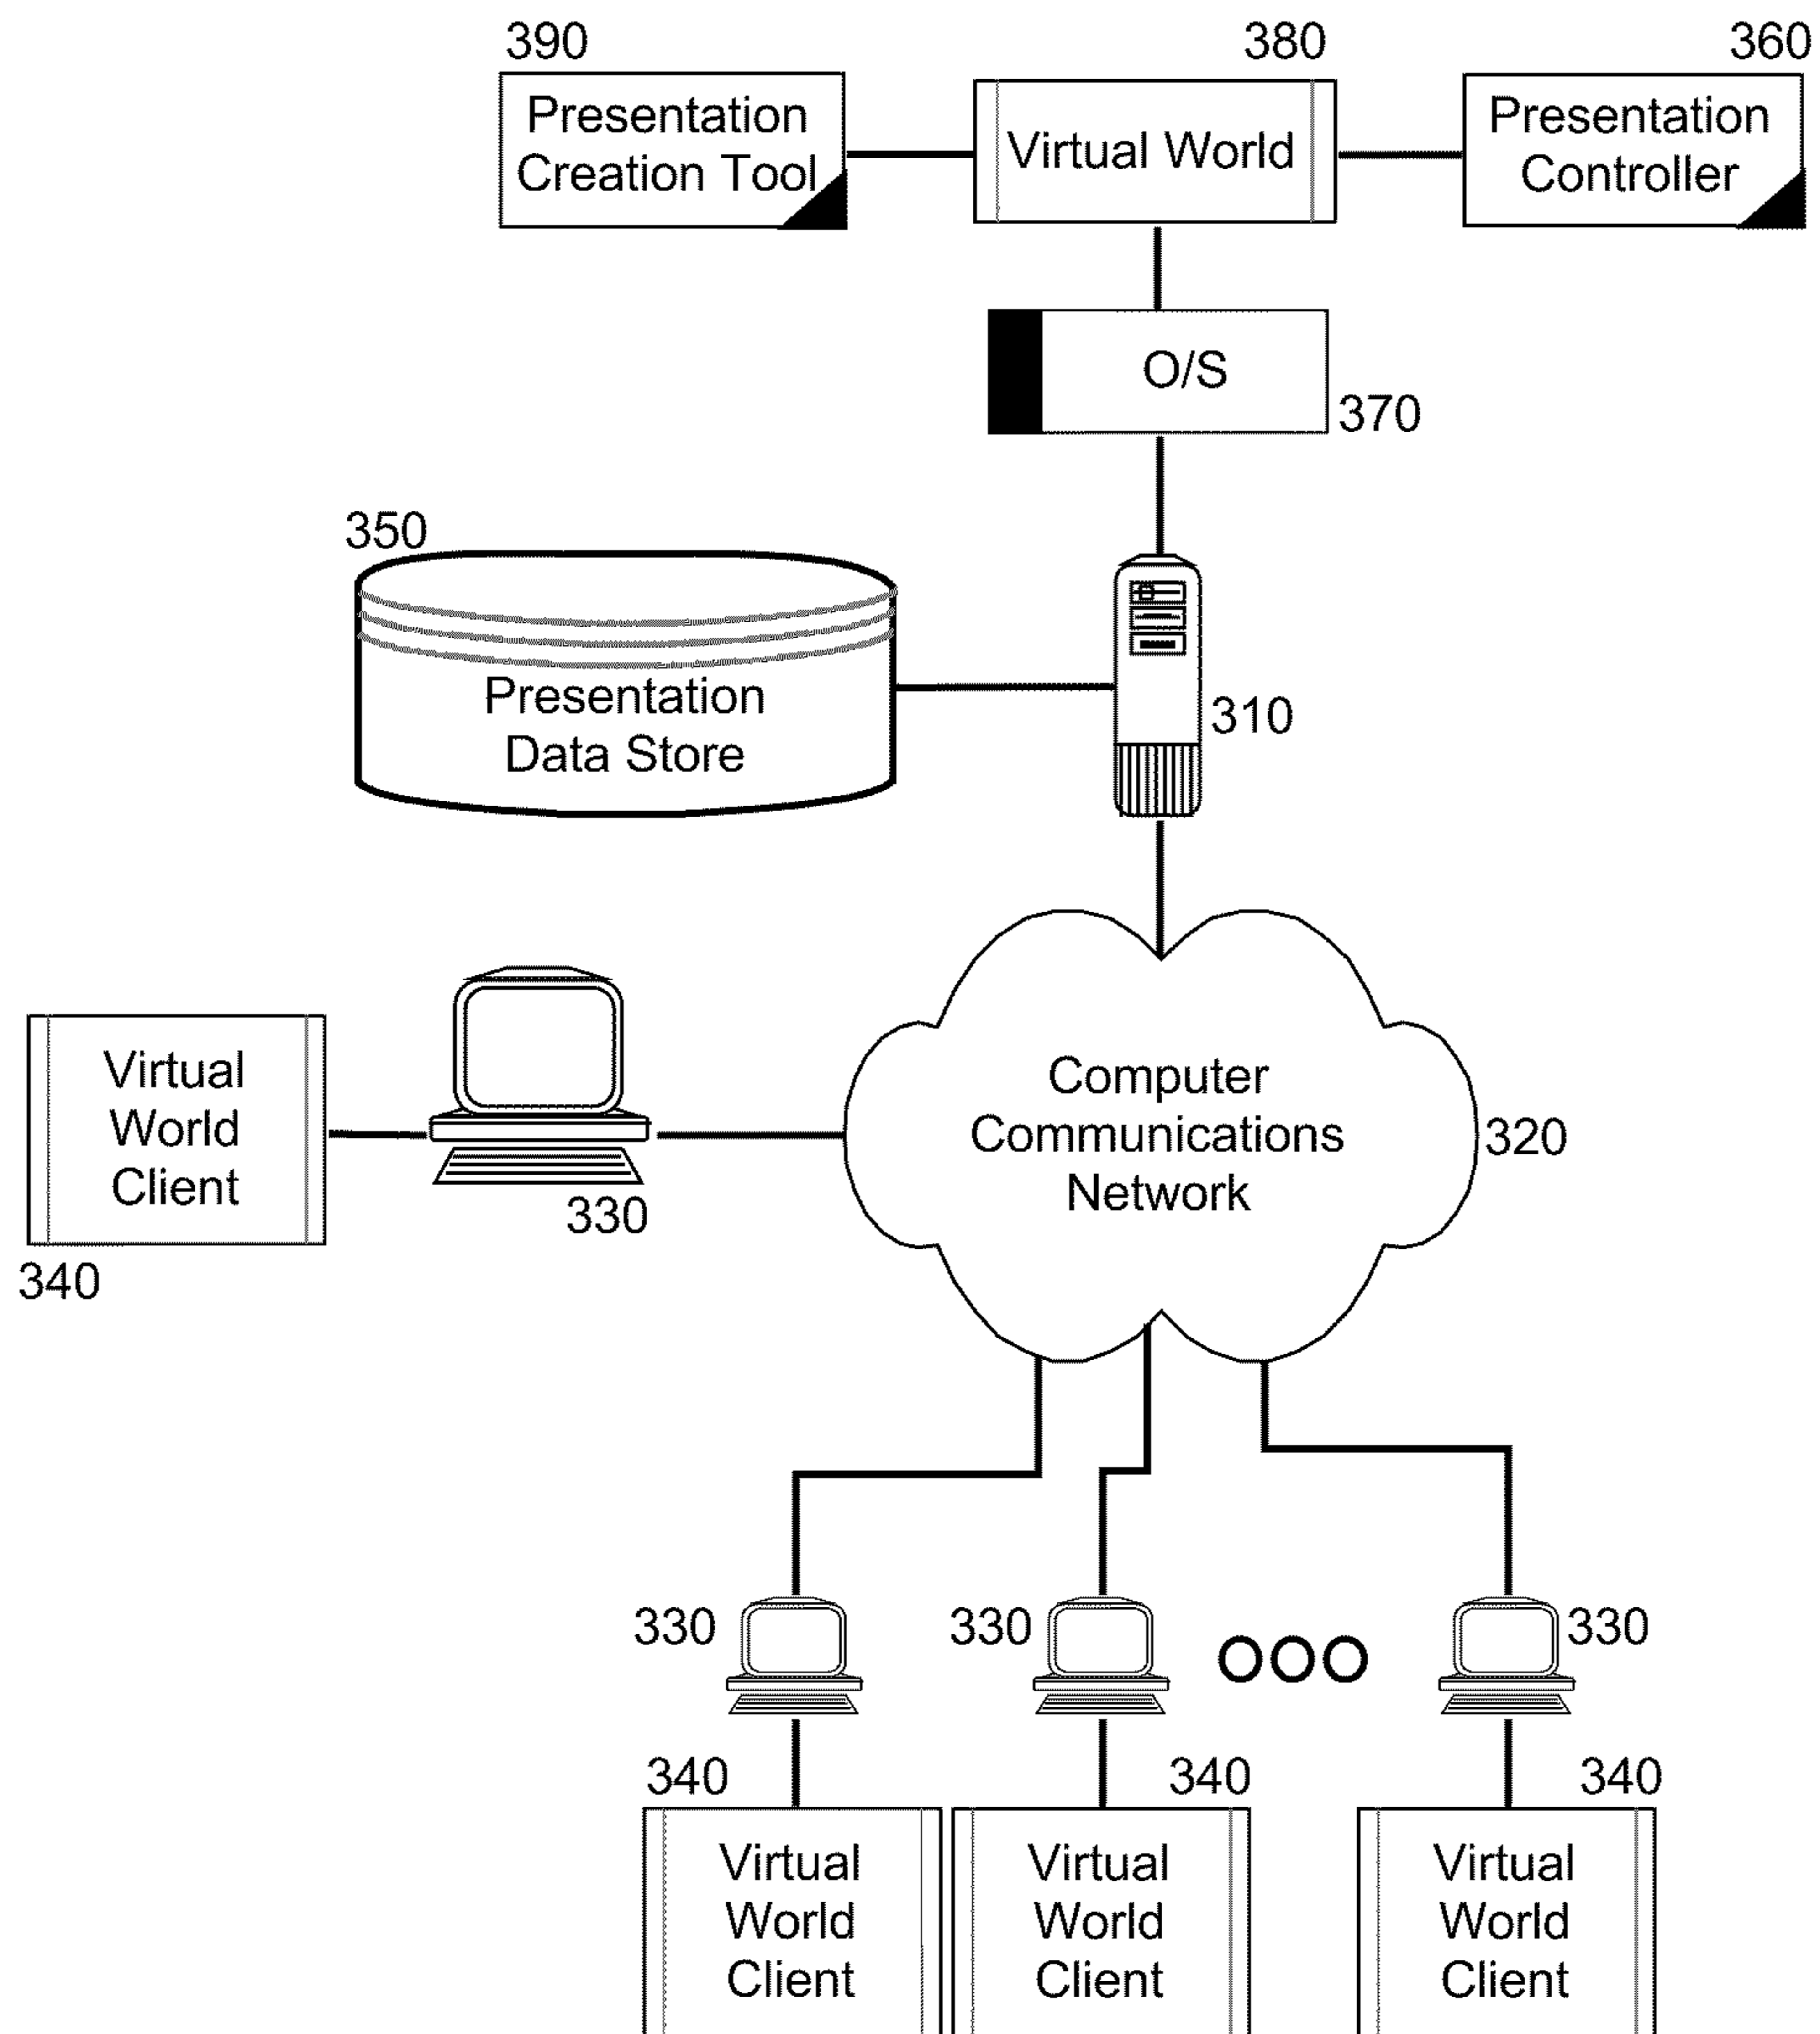 390
380
360
Presentation
Creation Tool
Virtual World
Presentation
Controller
O/S
370
350
Presentation
Data Store
310
Virtual
World
Client
340
330
Computer
Communications
Network
320
330
330
OOO
330
340
340
340
Virtual
World
Client
Virtual
World
Client
Virtual
World
Client